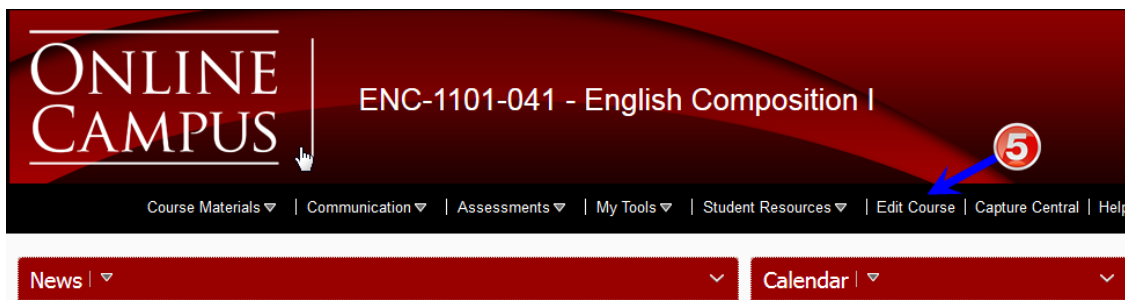 ONLINE
CAMPUS
ENC-1101-041 - English Composition I
5
Course Materials | Communication | Assessments | My Tools | Student Resources | Edit Course | Capture Central | Help
News |
Calendar |